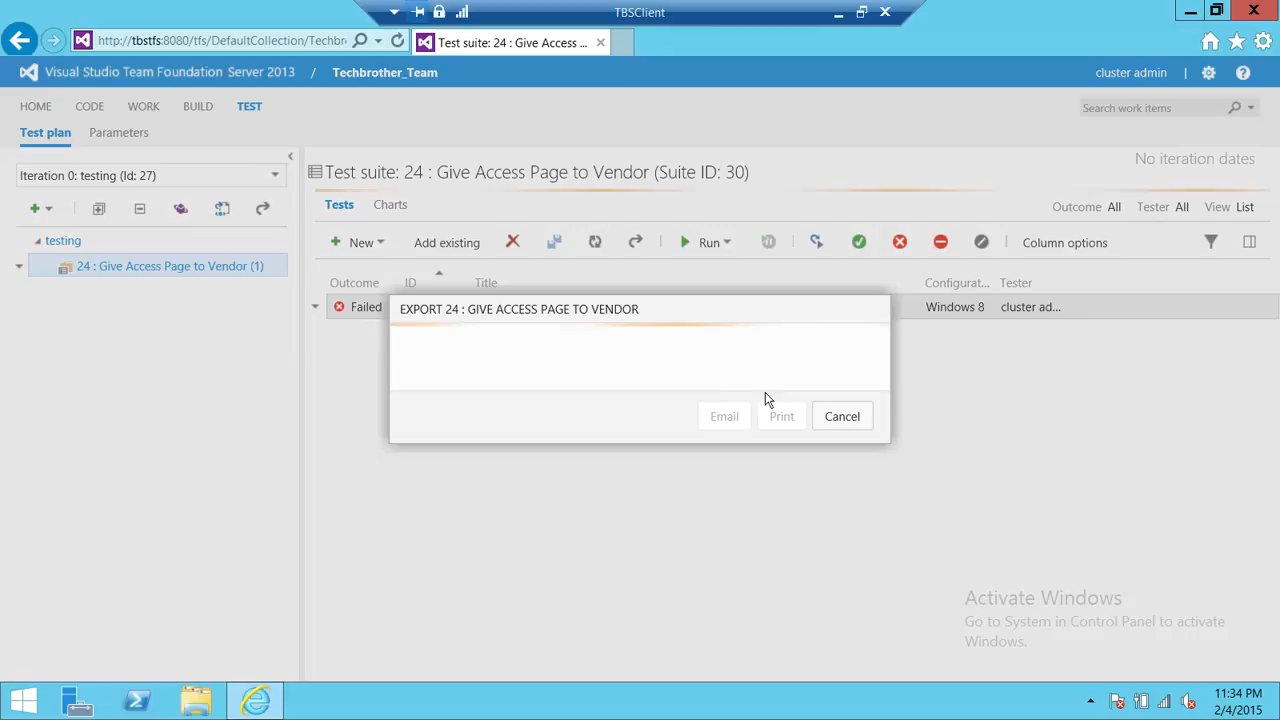 TBSClient
http://tbstfs:8080/tfs/DefaultCollection/Techbr
Test suite: 24 : Give Access ...
Visual Studio Team Foundation Server 2013 / Techbrother_Team
cluster admin
HOME CODE WORK BUILD TEST
Search work items
Test plan Parameters
Iteration 0: testing (Id: 27)
Test suite: 24 : Give Access Page to Vendor (Suite ID: 30)
No iteration dates
Tests Charts
Outcome All Tester All View List
New Add existing Run Column options
testing
24 : Give Access Page to Vendor (1)
Outcome ID Title Configurat... Tester
Failed Windows 8 cluster ad...
EXPORT 24 : GIVE ACCESS PAGE TO VENDOR
Email Print Cancel
Activate Windows
Go to System in Control Panel to activate
Windows.
11:34 PM
2/4/2015